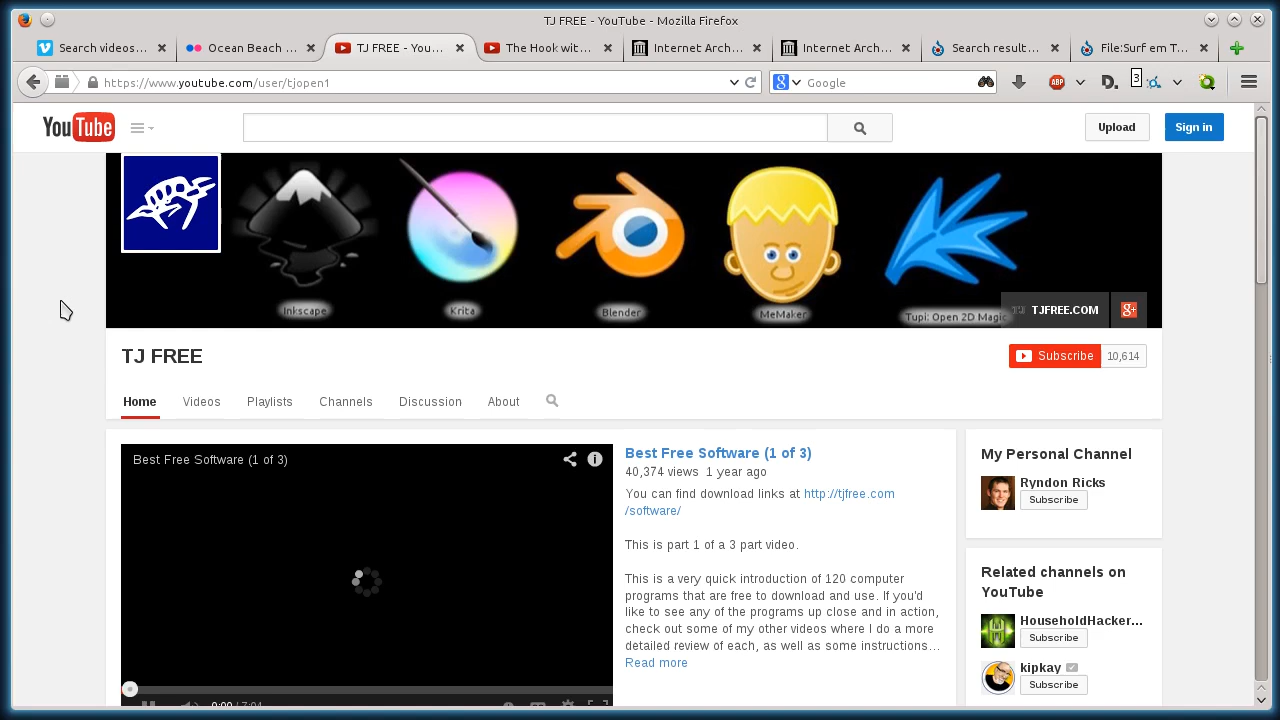 TJ FREE - YouTube - Mozilla Firefox
Search videos...
Ocean Beach ...
TJ FREE - You...
The Hook wit...
Internet Arch...
Internet Arch...
Search result...
File:Surf em T...
https://www.youtube.com/user/tjopen1
Google
ABP
D.
3
YouTube
Upload
Sign in
Inkscape
Krita
Blender
MeMaker
Tupi: Open 2D Magic
TJFREE.COM
TJ FREE
Subscribe 10,614
Home Videos Playlists Channels Discussion About
Best Free Software (1 of 3)
Best Free Software (1 of 3)
40,374 views 1 year ago
You can find download links at http://tjfree.com
/software/
This is part 1 of a 3 part video.
This is a very quick introduction of 120 computer
programs that are free to download and use. If you'd
like to see any of the programs up close and in action,
check out some of my other videos where I do a more
detailed review of each, as well as some instructions...
Read more
0:00 / 7:04
My Personal Channel
Ryndon Ricks
Subscribe
Related channels on
YouTube
HouseholdHacker...
Subscribe
kipkay
Subscribe